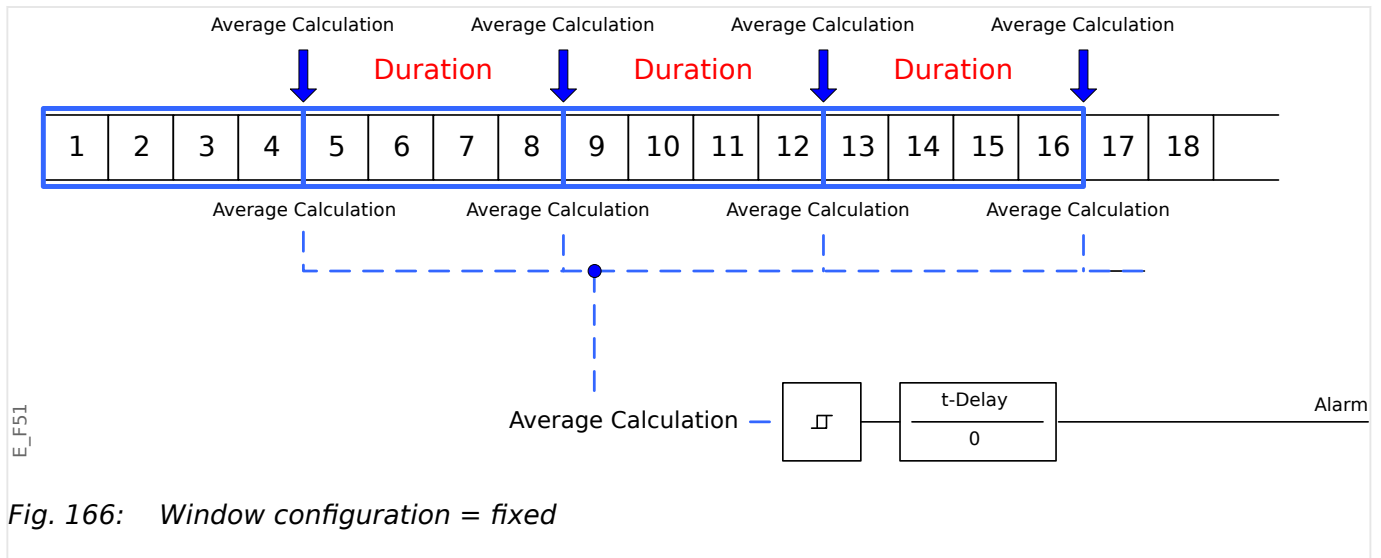 Average Calculation Average Calculation Average Calculation Average Calculation
Duration Duration Duration
1 2 3 4 5 6 7 8 9 10 11 12 13 14 15 16 17 18
Average Calculation Average Calculation Average Calculation Average Calculation
Average Calculation
t-Delay
0
Alarm
E_F51
Fig. 166: Window configuration = fixed